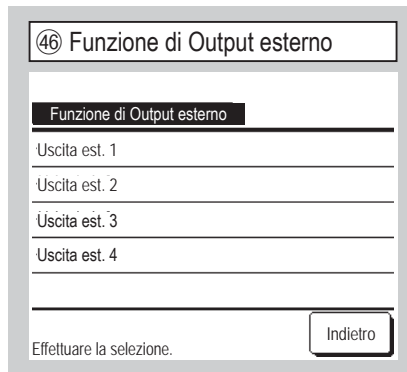 ㊻ Funzione di Output esterno
Funzione di Output esterno
Uscita est. 1
Uscita est. 2
Uscita est. 3
Uscita est. 4
Indietro
Effettuare la selezione.